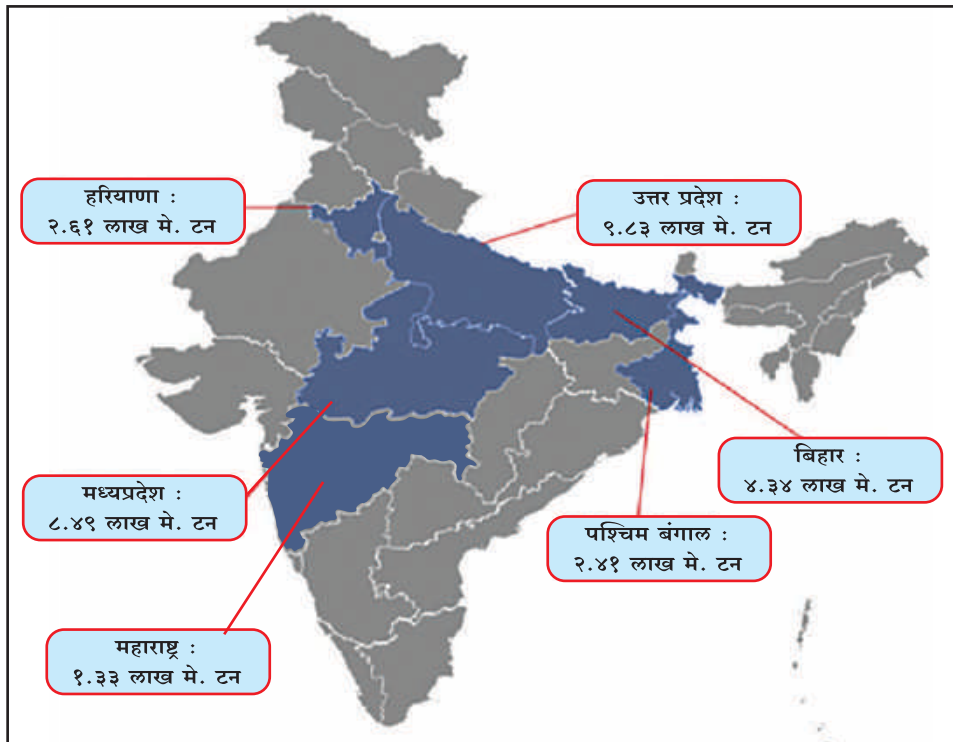 हरियाणा :
२.६१ लाख मे. टन
उत्तर प्रदेश :
९.८३ लाख मे. टन
बिहार :
४.३४ लाख मे. टन
मध्यप्रदेश :
८.४९ लाख मे. टन
पश्चिम बंगाल :
२.४१ लाख मे. टन
महाराष्ट्र :
१.३३ लाख मे. टन